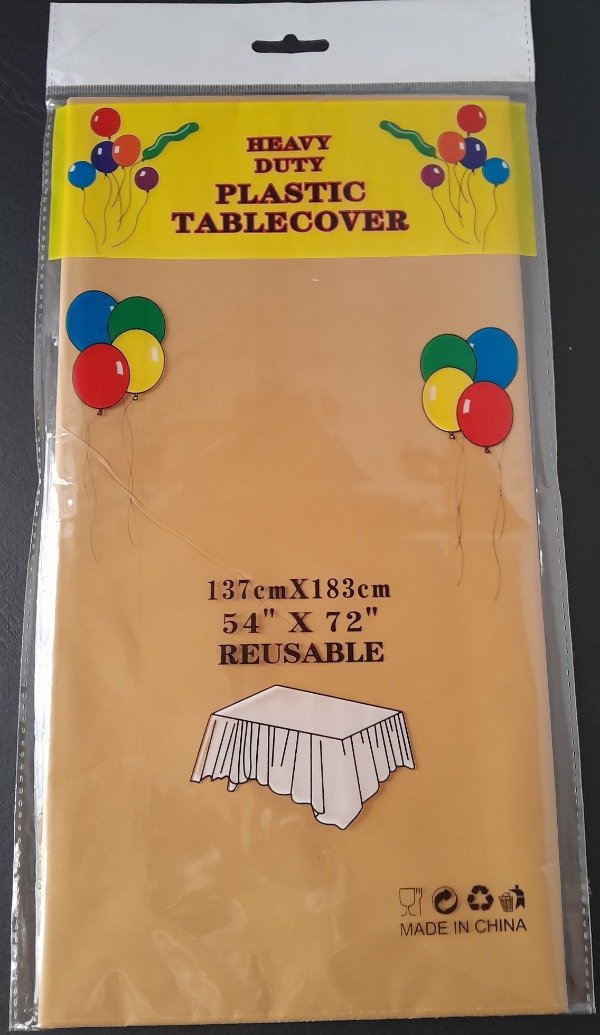 HEAVY
DUTY
PLASTIC
TABLECOVER
137cmX183cm
54" X 72"
REUSABLE
MADE IN CHINA